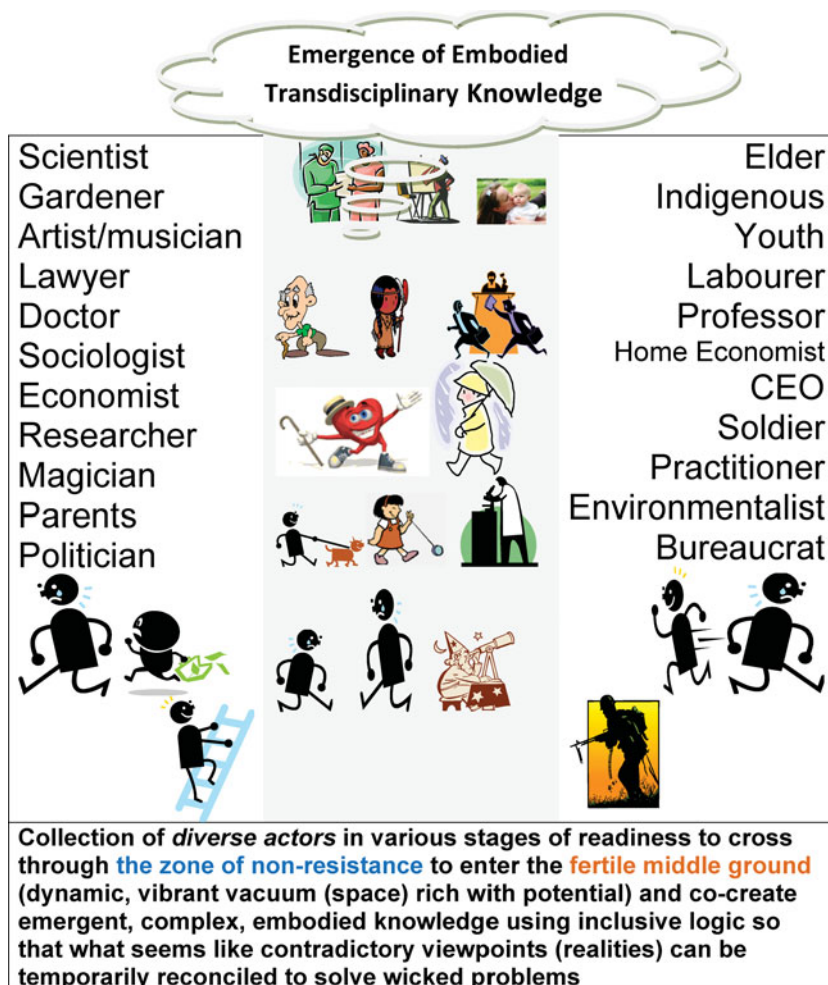 Emergence of Embodied
Transdisciplinary Knowledge
Scientist
Gardener
Artist/musician
Lawyer
Doctor
Sociologist
Economist
Researcher
Magician
Parents
Politician
Elder
Indigenous
Youth
Labourer
Professor
Home Economist
CEO
Soldier
Practitioner
Environmentalist
Bureaucrat
Collection of diverse actors in various stages of readiness to cross
through the zone of non-resistance to enter the fertile middle ground
(dynamic, vibrant vacuum (space) rich with potential) and co-create
emergent, complex, embodied knowledge using inclusive logic so
that what seems like contradictory viewpoints (realities) can be
temporarily reconciled to solve wicked problems